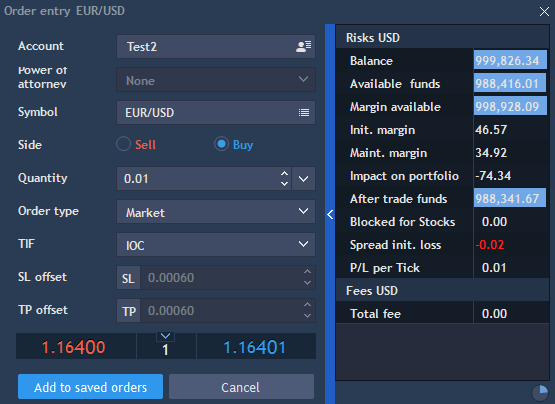 Order entry EUR/USD
Account Test2
Power of
attorney None
Symbol EUR/USD
Side Sell Buy
Quantity 0.01
Order type Market
TIF IOC
SL offset SL 0.00060
TP offset TP 0.00060
1.16400 1 1.16401
Add to saved orders Cancel
Risks USD
Balance 999,826.34
Available funds 988,416.01
Margin available 998,928.09
Init. margin 46.57
Maint. margin 34.92
Impact on portfolio -74.34
After trade funds 988,341.67
Blocked for Stocks 0.00
Spread init. loss -0.02
P/L per Tick 0.01
Fees USD
Total fee 0.00